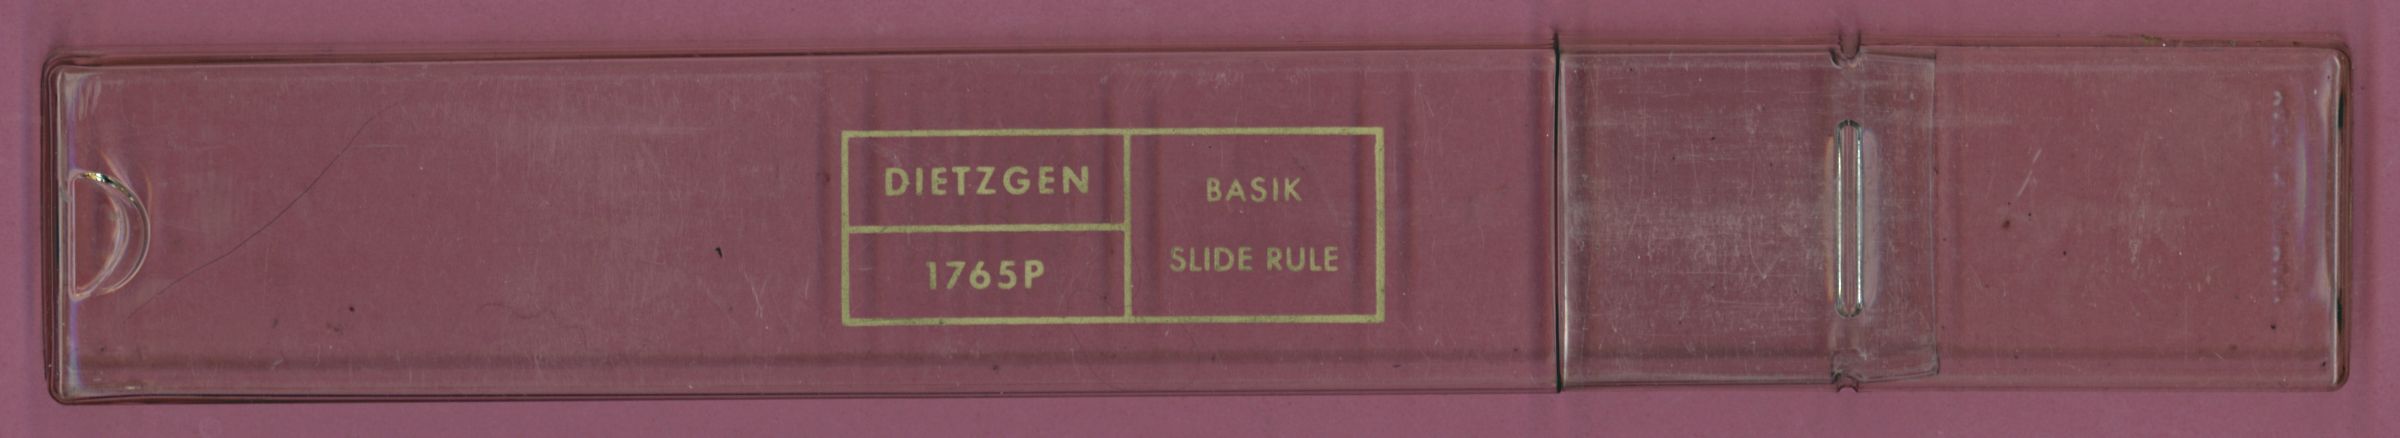 DIETZGEN
1765P
BASIK
SLIDE RULE